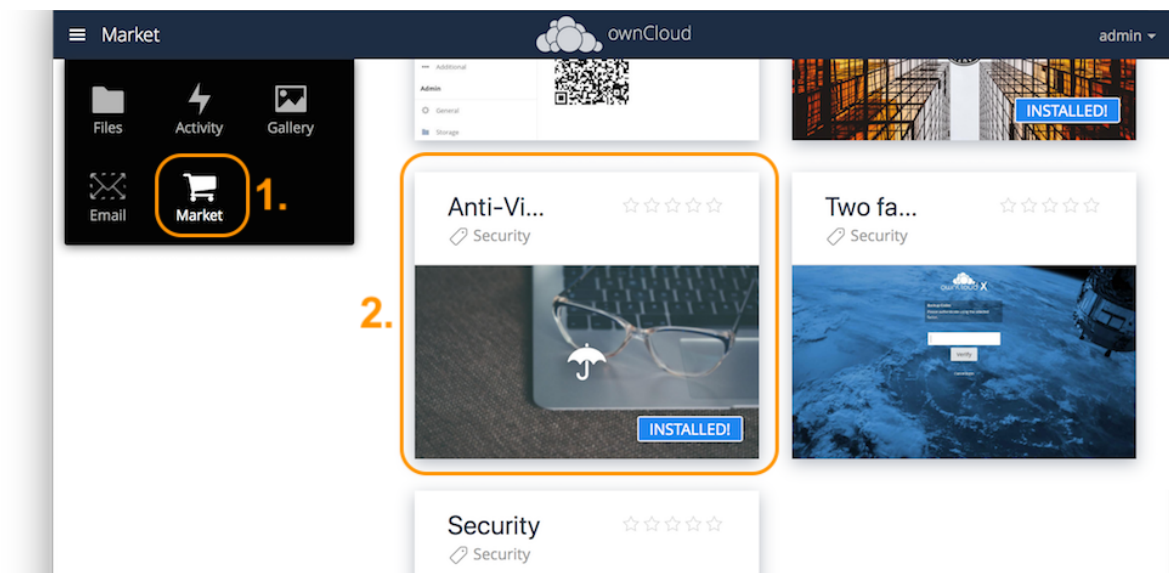 Market
ownCloud
admin
Files
Activity
Gallery
Email
Market
1.
Additional
Admin
General
Storage
INSTALLED!
2.
Anti-Vi...
Security
INSTALLED!
Two fa...
Security
ownCloud X
Verify
Security
Security